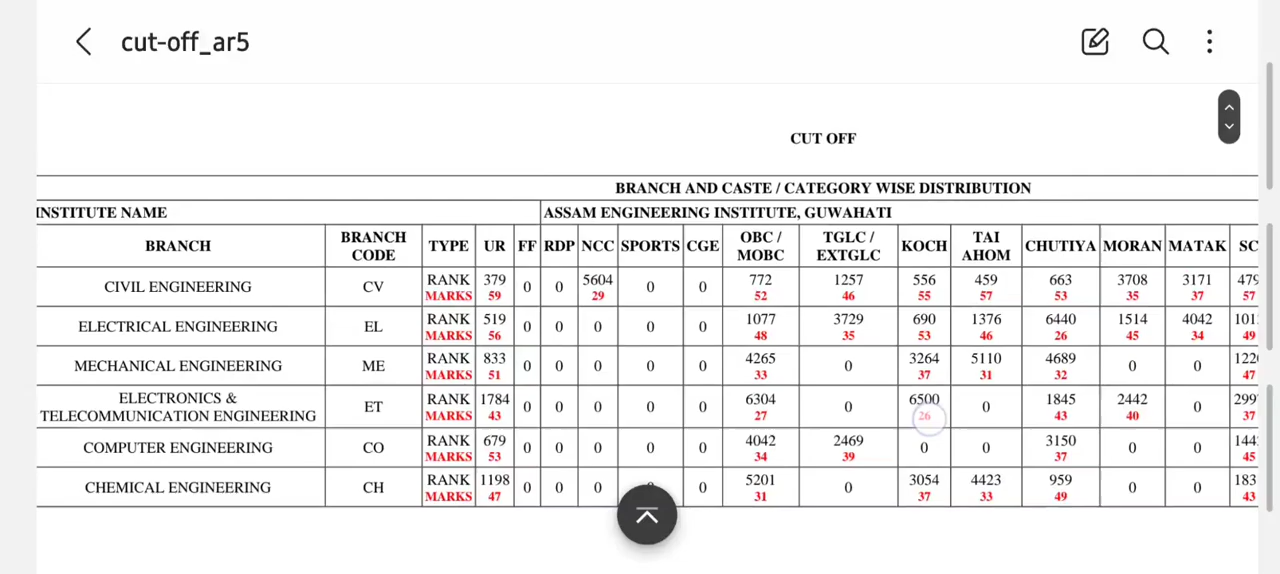 cut-off_ar5
CUT OFF
BRANCH AND CASTE / CATEGORY WISE DISTRIBUTION
INSTITUTE NAME ASSAM ENGINEERING INSTITUTE, GUWAHATI
BRANCH BRANCH CODE TYPE UR FF RDP NCC SPORTS CGE OBC / MOBC TGLC / EXTGLC KOCH TAI AHOM CHUTIYA MORAN MATAK SC
CIVIL ENGINEERING CV RANK 379 0 0 5604 0 0 772 1257 556 459 663 3708 3171 479
MARKS 59 29 52 46 55 57 53 35 37 57
ELECTRICAL ENGINEERING EL RANK 519 0 0 0 0 0 1077 3729 690 1376 6440 1514 4042
MARKS 56 48 35 53 46 26 45 34 49
MECHANICAL ENGINEERING ME RANK 833 0 0 0 0 0 4265 0 3264 5110 4689 0 0
MARKS 51 33 37 31 32 47
ELECTRONICS &
TELECOMMUNICATION ENGINEERING ET RANK 1784 0 0 0 0 0 6304 0 6500 0 1845 2442 0
MARKS 43 27 26 43 40 37
COMPUTER ENGINEERING CO RANK 679 0 0 0 0 0 4042 2469 0 0 3150 0 0
MARKS 53 34 39 37 45
CHEMICAL ENGINEERING CH RANK 1198 0 0 0 0 5201 0 3054 4423 959 0 0
MARKS 47 31 37 33 49 43